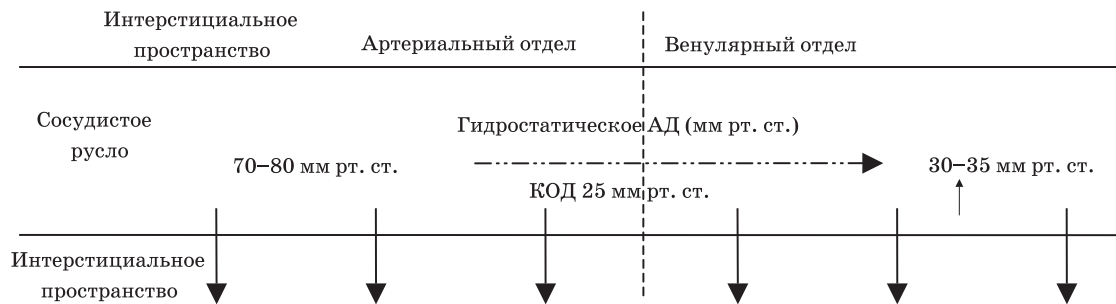 Интерстициальное
пространство
Артериальный отдел
Венулярный отдел
Сосудистое
русло
Гидростатическое АД (мм рт. ст.)
70–80 мм рт. ст.
30–35 мм рт. ст.
КОД 25 мм рт. ст.
Интерстициальное
пространство